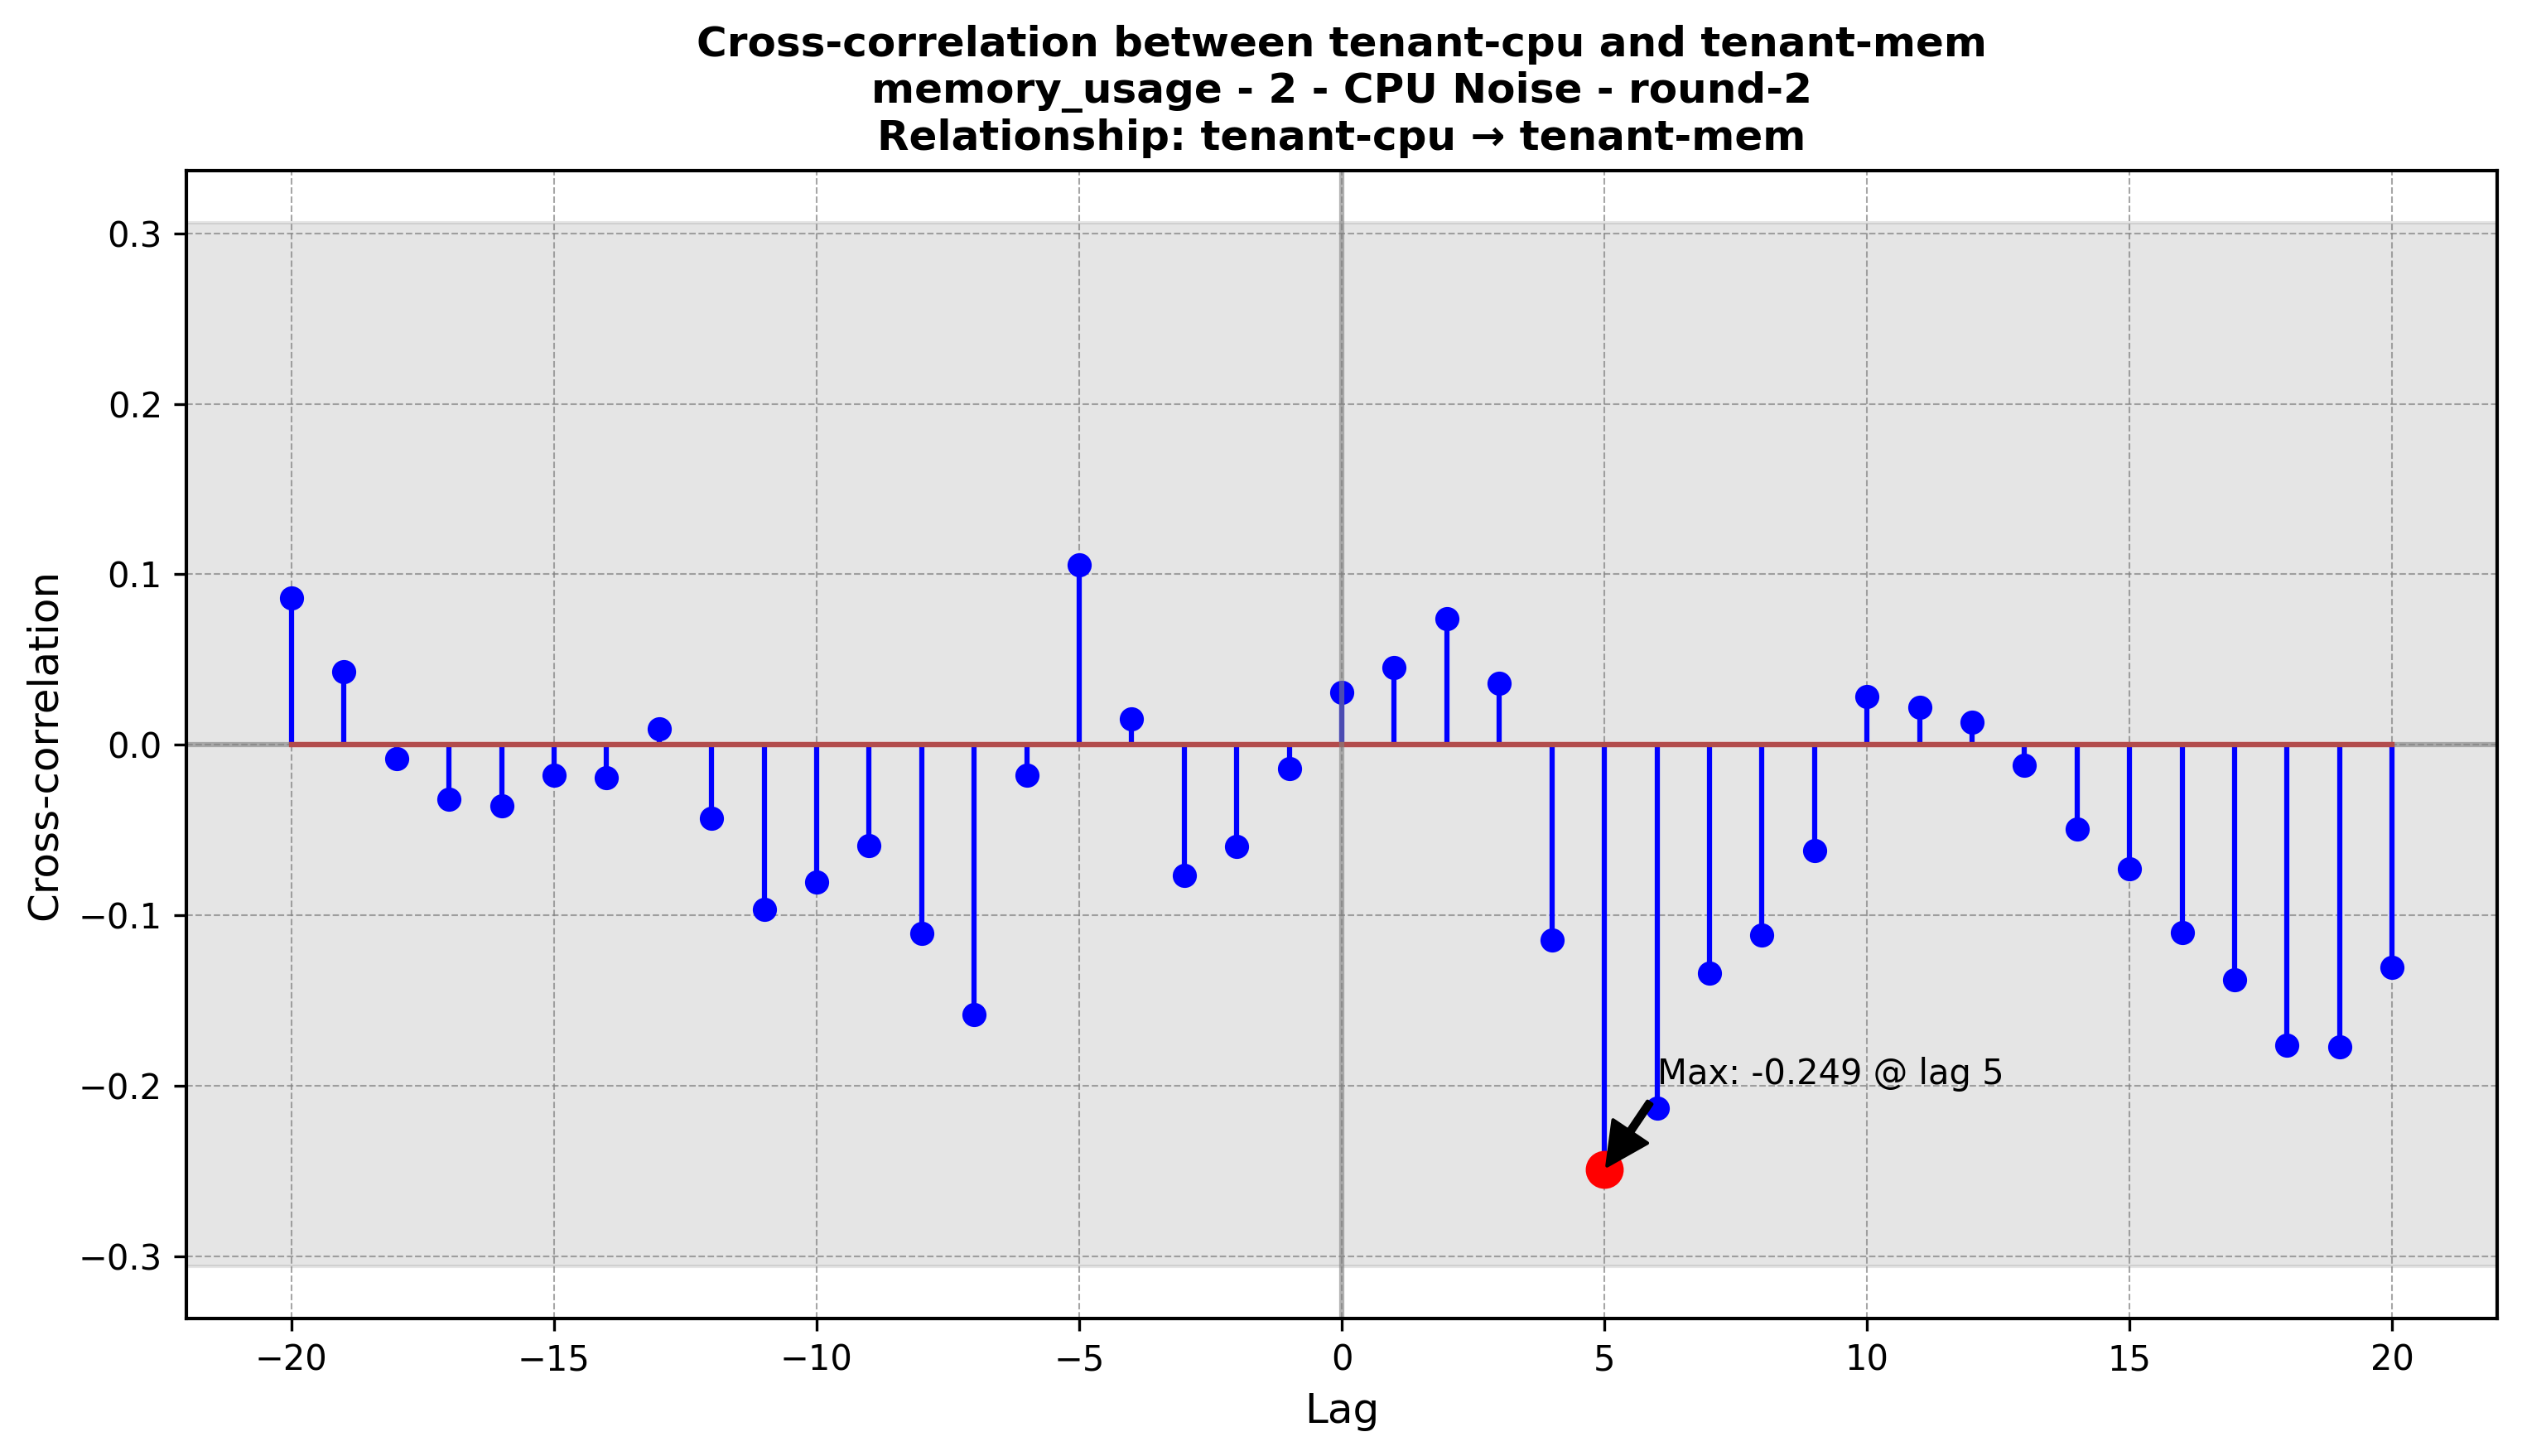 Cross-correlation between tenant-cpu and tenant-mem
memory_usage - 2 - CPU Noise - round-2
Relationship: tenant-cpu → tenant-mem
Cross-correlation
0.3
0.2
0.1
0.0
−0.1
−0.2
−0.3
Max: -0.249 @ lag 5
−20
−15
−10
−5
0
5
10
15
20
Lag